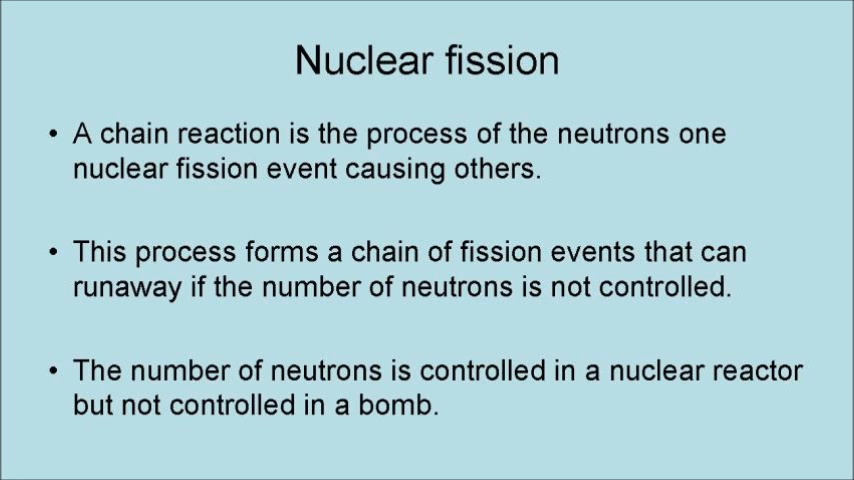 Nuclear fission
• A chain reaction is the process of the neutrons one
nuclear fission event causing others.
• This process forms a chain of fission events that can
runaway if the number of neutrons is not controlled.
• The number of neutrons is controlled in a nuclear reactor
but not controlled in a bomb.